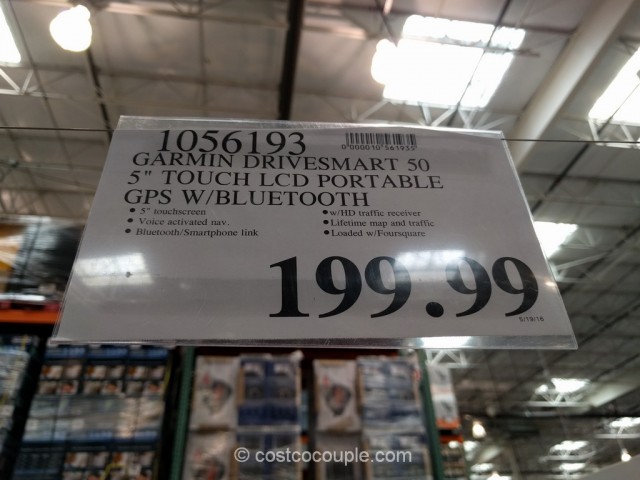 1056193
0000010561935
GARMIN DRIVESMART 50
5" TOUCH LCD PORTABLE
GPS W/BLUETOOTH
• 5" touchscreen
• Voice activated nav.
• Bluetooth/Smartphone link
• w/HD traffic receiver
• Lifetime map and traffic
• Loaded w/Foursquare
199.99
5/19/16
© costcocouple.com